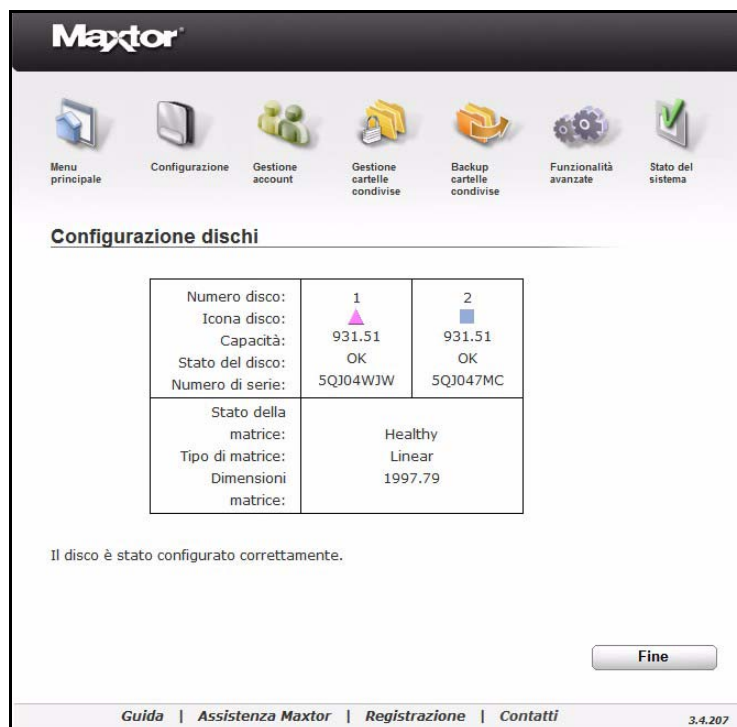 Maxtor
Menu principale
Configurazione
Gestione account
Gestione cartelle condivise
Backup cartelle condivise
Funzionalità avanzate
Stato del sistema
Configurazione dischi
Numero disco: 1 2
Icona disco:
Capacità: 931.51 931.51
Stato del disco: OK OK
Numero di serie: 5QJ04WJW 5QJ047MC
Stato della matrice: Healthy
Tipo di matrice: Linear
Dimensioni matrice: 1997.79
Il disco è stato configurato correttamente.
Fine
Guida | Assistenza Maxtor | Registrazione | Contatti 3.4.207